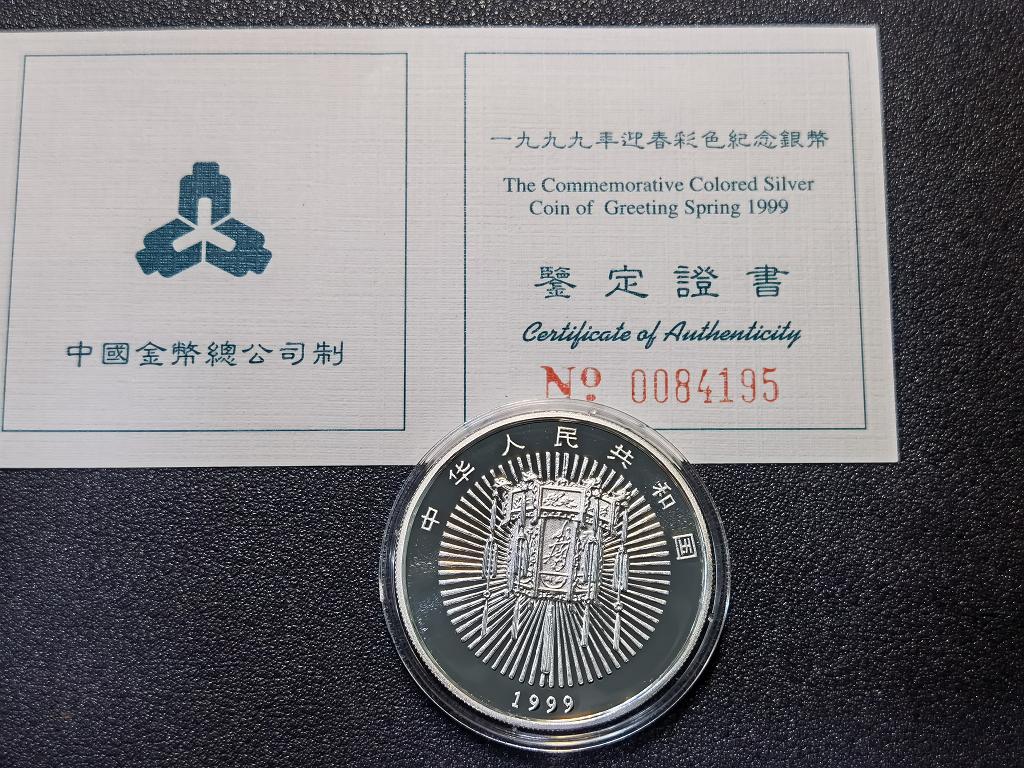 中國金幣總公司制
一九九九年迎春彩色紀念銀幣
The Commemorative Colored Silver
Coin of Greeting Spring 1999
鑒定證書
Certificate of Authenticity
Nº 0084195
中华人民共和国
1999